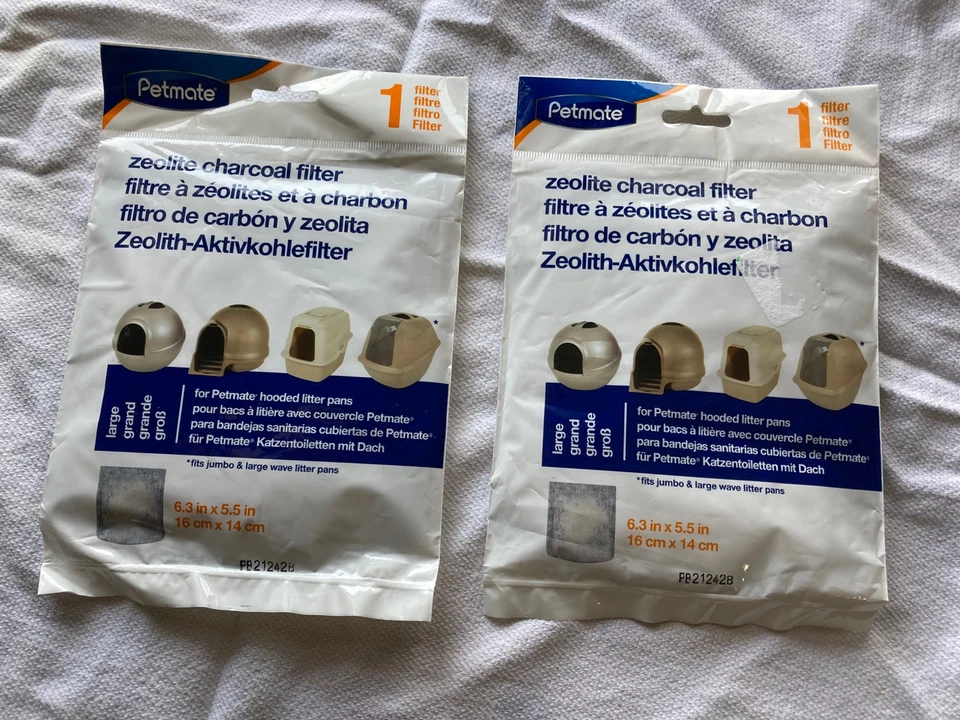 Petmate®
1
filter
filtre
filtro
Filter
zeolite charcoal filter
filtre à zéolites et à charbon
filtro de carbón y zeolita
Zeolith-Aktivkohlefilter
*
large
grand
grande
groß
for Petmate® hooded litter pans
pour bacs à litière avec couvercle Petmate®
para bandejas sanitarias cubiertas de Petmate®
für Petmate® Katzentoiletten mit Dach
*fits jumbo & large wave litter pans
6.3 in x 5.5 in
16 cm x 14 cm
PB21242B
Petmate®
1
filter
filtre
filtro
Filter
zeolite charcoal filter
filtre à zéolites et à charbon
filtro de carbón y zeolita
Zeolith-Aktivkohlefilter
*
large
grand
grande
groß
for Petmate® hooded litter pans
pour bacs à litière avec couvercle Petmate®
para bandejas sanitarias cubiertas de Petmate®
für Petmate® Katzentoiletten mit Dach
*fits jumbo & large wave litter pans
6.3 in x 5.5 in
16 cm x 14 cm
PB21242B